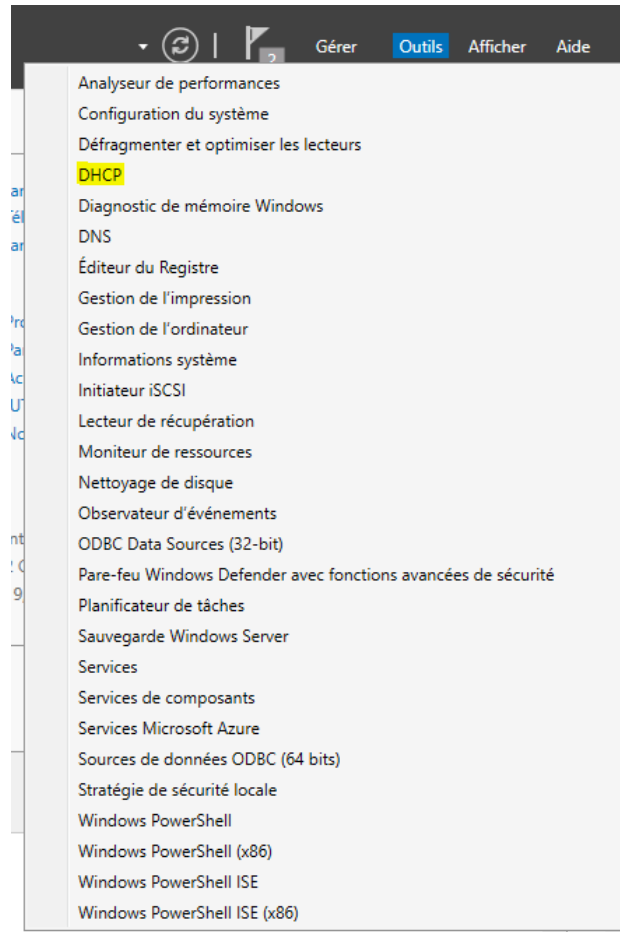 2
Gérer Outils Afficher Aide
Analyseur de performances
Configuration du système
Défragmenter et optimiser les lecteurs
DHCP
Diagnostic de mémoire Windows
DNS
Éditeur du Registre
Gestion de l'impression
Gestion de l'ordinateur
Informations système
Initiateur iSCSI
Lecteur de récupération
Moniteur de ressources
Nettoyage de disque
Observateur d'événements
ODBC Data Sources (32-bit)
Pare-feu Windows Defender avec fonctions avancées de sécurité
Planificateur de tâches
Sauvegarde Windows Server
Services
Services de composants
Services Microsoft Azure
Sources de données ODBC (64 bits)
Stratégie de sécurité locale
Windows PowerShell
Windows PowerShell (x86)
Windows PowerShell ISE
Windows PowerShell ISE (x86)